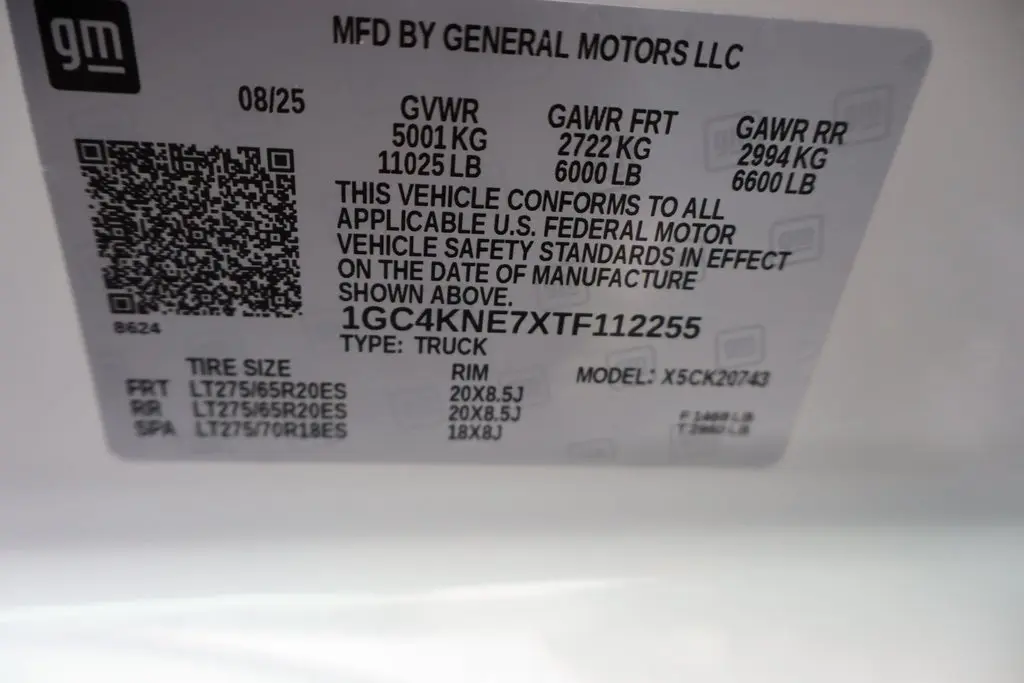 gm
MFD BY GENERAL MOTORS LLC
08/25
GVWR
5001 KG
11025 LB
GAWR FRT
2722 KG
6000 LB
GAWR RR
2994 KG
6600 LB
THIS VEHICLE CONFORMS TO ALL
APPLICABLE U.S. FEDERAL MOTOR
VEHICLE SAFETY STANDARDS IN EFFECT
ON THE DATE OF MANUFACTURE
SHOWN ABOVE.
1GC4KNE7XTF112255
TYPE: TRUCK
8624
TIRE SIZE RIM MODEL: X5CK20743
FRT LT275/65R20ES 20X8.5J
RR LT275/65R20ES 20X8.5J
SPA LT275/70R18ES 18X8J